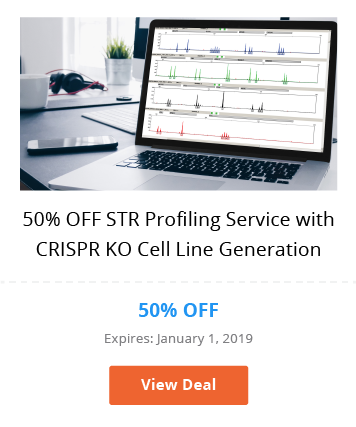 50% OFF STR Profiling Service with
CRISPR KO Cell Line Generation
50% OFF
Expires: January 1, 2019
View Deal